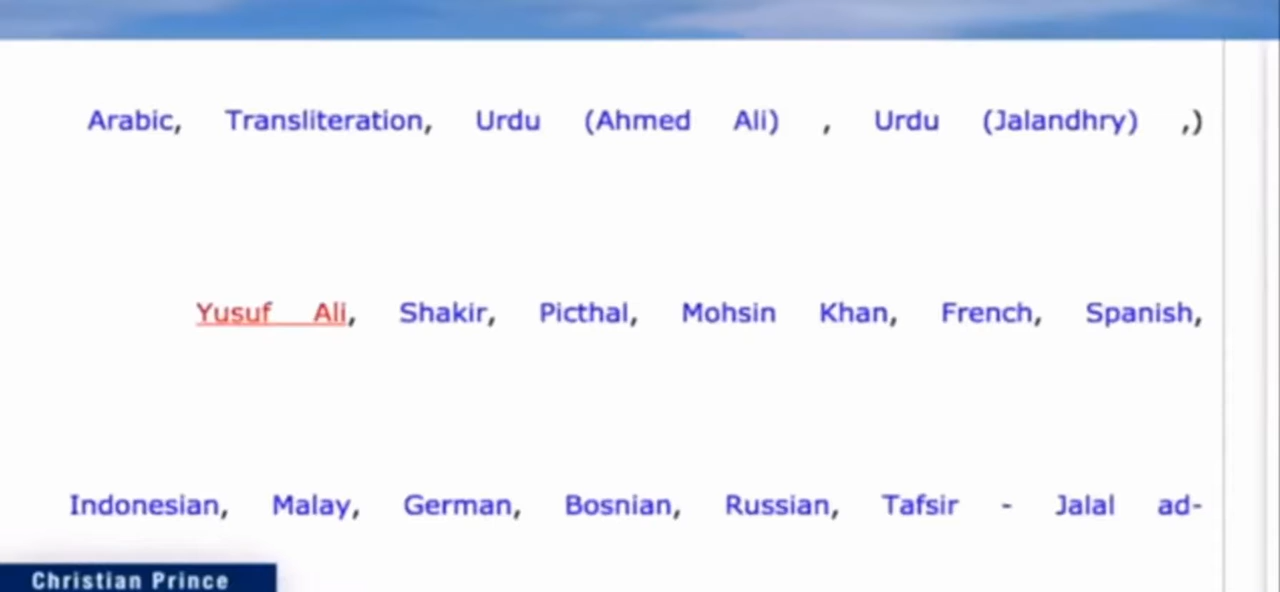 Arabic, Transliteration, Urdu (Ahmed Ali) , Urdu (Jalandhry) ,)
Yusuf Ali, Shakir, Picthal, Mohsin Khan, French, Spanish,
Indonesian, Malay, German, Bosnian, Russian, Tafsir - Jalal ad-
Christian Prince